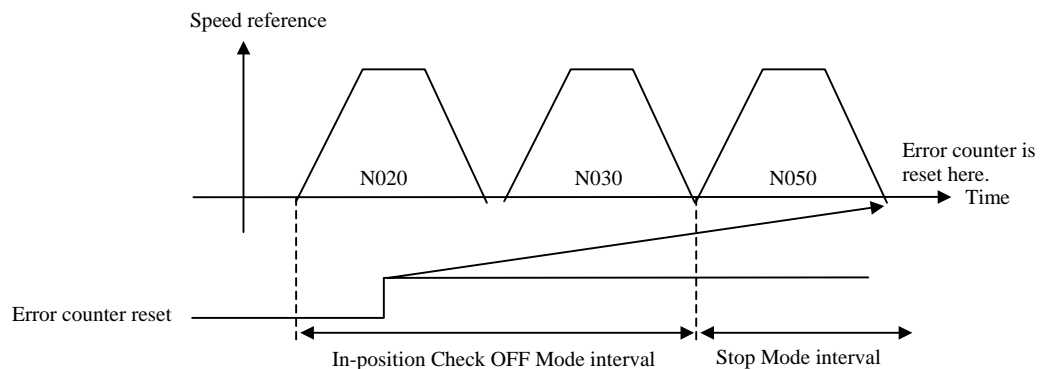 Speed reference
N020
N030
N050
Error counter is
reset here.
Time
Error counter reset
In-position Check OFF Mode interval
Stop Mode interval